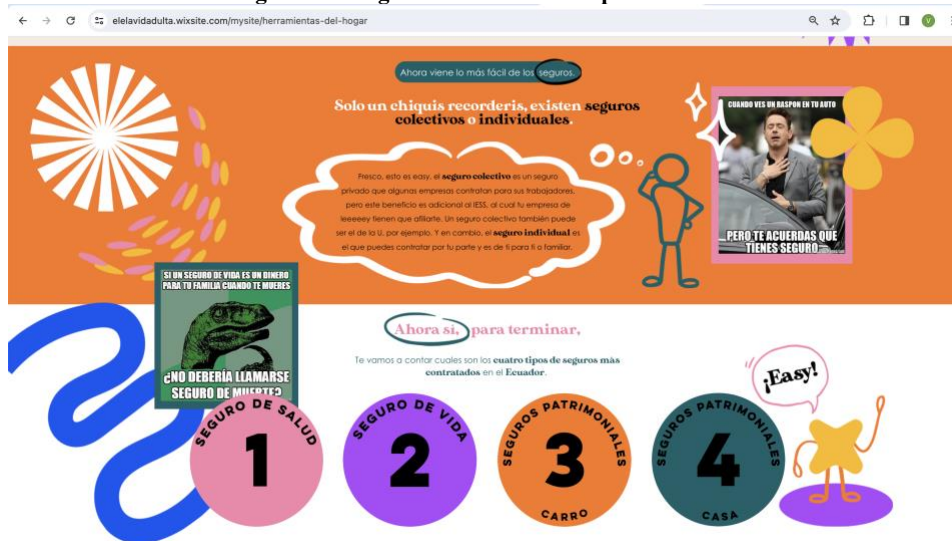 elelavidadulta.wixsite.com/mysite/herramientas-del-hogar
V
Ahora viene lo más fácil de los seguros.
Solo un chiquis recorderis, existen seguros
colectivos o individuales.
Fresco, esto es easy, el seguro colectivo es un seguro
privado que algunas empresas contratan para sus trabajadores,
pero este beneficio es adicional al IESS, al cual tu empresa de
leeeeey tienen que afiliarte. Un seguro colectivo también puede
ser el de la U, por ejemplo. Y en cambio, el seguro individual es
el que puedes contratar por tu parte y es de ti para ti o familiar.
CUANDO VES UN RASPON EN TU AUTO
PERO TE ACUERDAS QUE
TIENES SEGURO
SI UN SEGURO DE VIDA ES UN DINERO
PARA TU FAMILIA CUANDO TE MUERES
¿NO DEBERÍA LLAMARSE
SEGURO DE MUERTE?
Ahora si, para terminar,
Te vamos a contar cuales son los cuatro tipos de seguros más
contratados en el Ecuador.
¡Easy!
SEGURO DE SALUD
1
SEGURO DE VIDA
2
SEGUROS PATRIMONIALES
3
CARRO
SEGUROS PATRIMONIALES
4
CASA